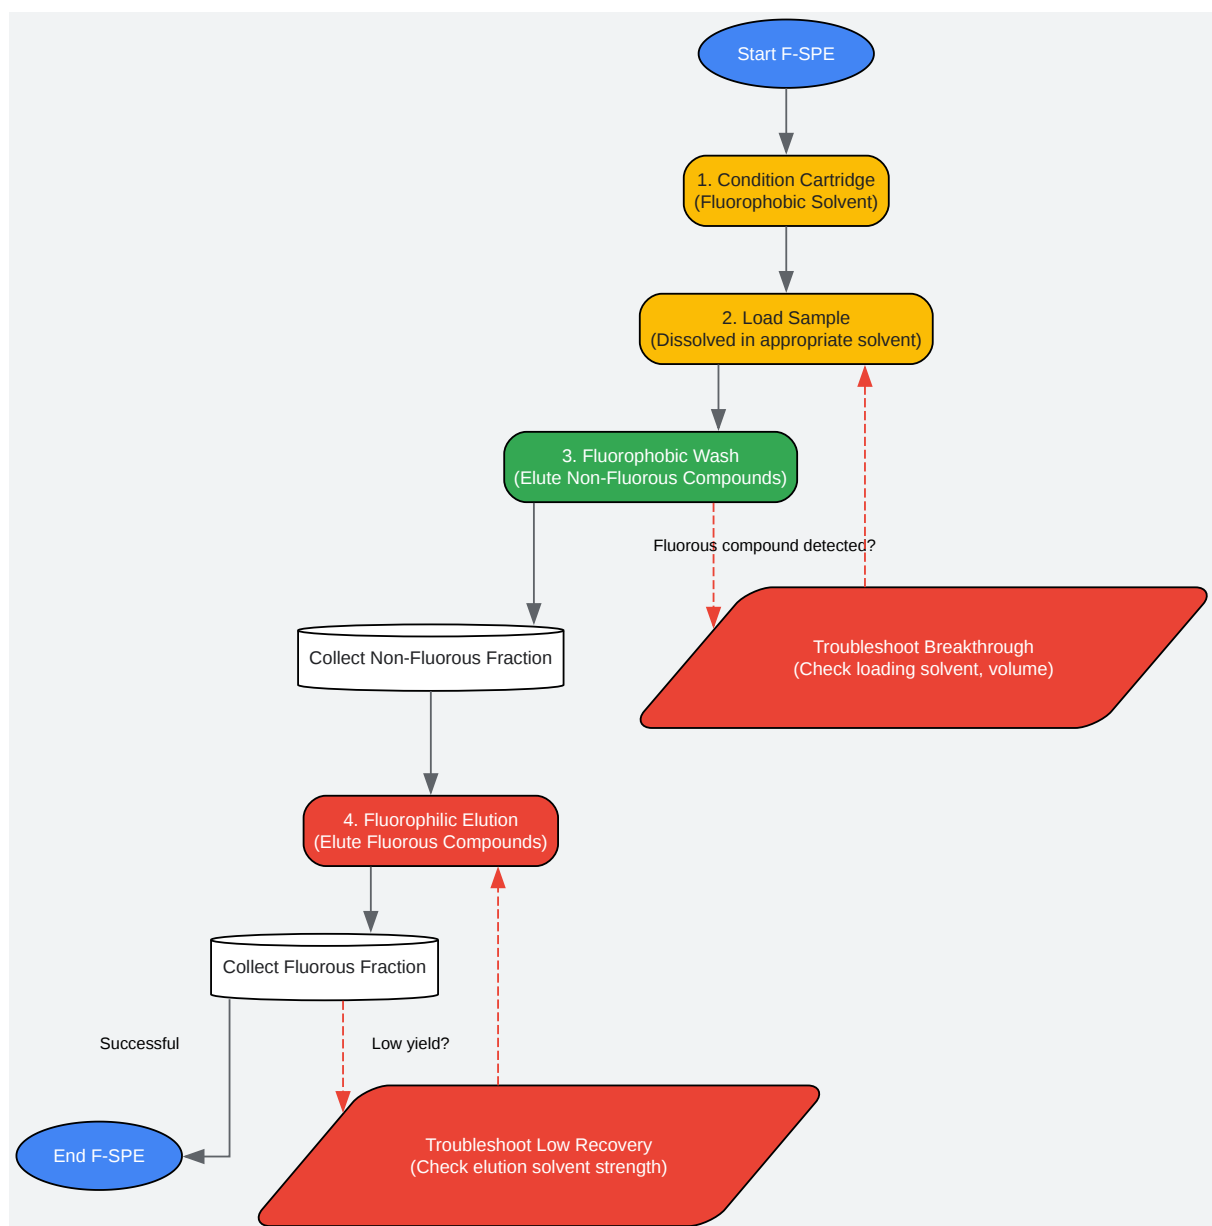 Start F-SPE
1. Condition Cartridge
(Fluorophobic Solvent)
2. Load Sample
(Dissolved in appropriate solvent)
3. Fluorophobic Wash
(Elute Non-Fluorous Compounds)
Fluorous compound detected?
Troubleshoot Breakthrough
(Check loading solvent, volume)
Collect Non-Fluorous Fraction
4. Fluorophilic Elution
(Elute Fluorous Compounds)
Collect Fluorous Fraction
Successful
Low yield?
Troubleshoot Low Recovery
(Check elution solvent strength)
End F-SPE